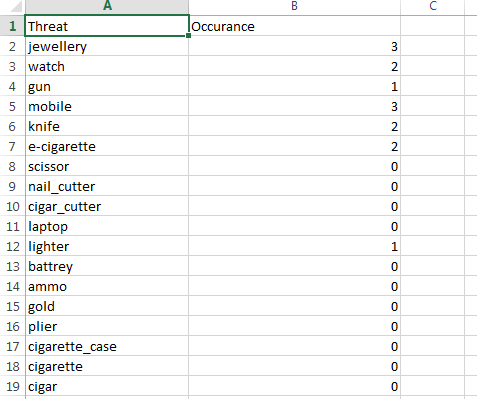 A B C
1 Threat Occurance
2 jewellery 3
3 watch 2
4 gun 1
5 mobile 3
6 knife 2
7 e-cigarette 2
8 scissor 0
9 nail_cutter 0
10 cigar_cutter 0
11 laptop 0
12 lighter 1
13 battrey 0
14 ammo 0
15 gold 0
16 plier 0
17 cigarette_case 0
18 cigarette 0
19 cigar 0